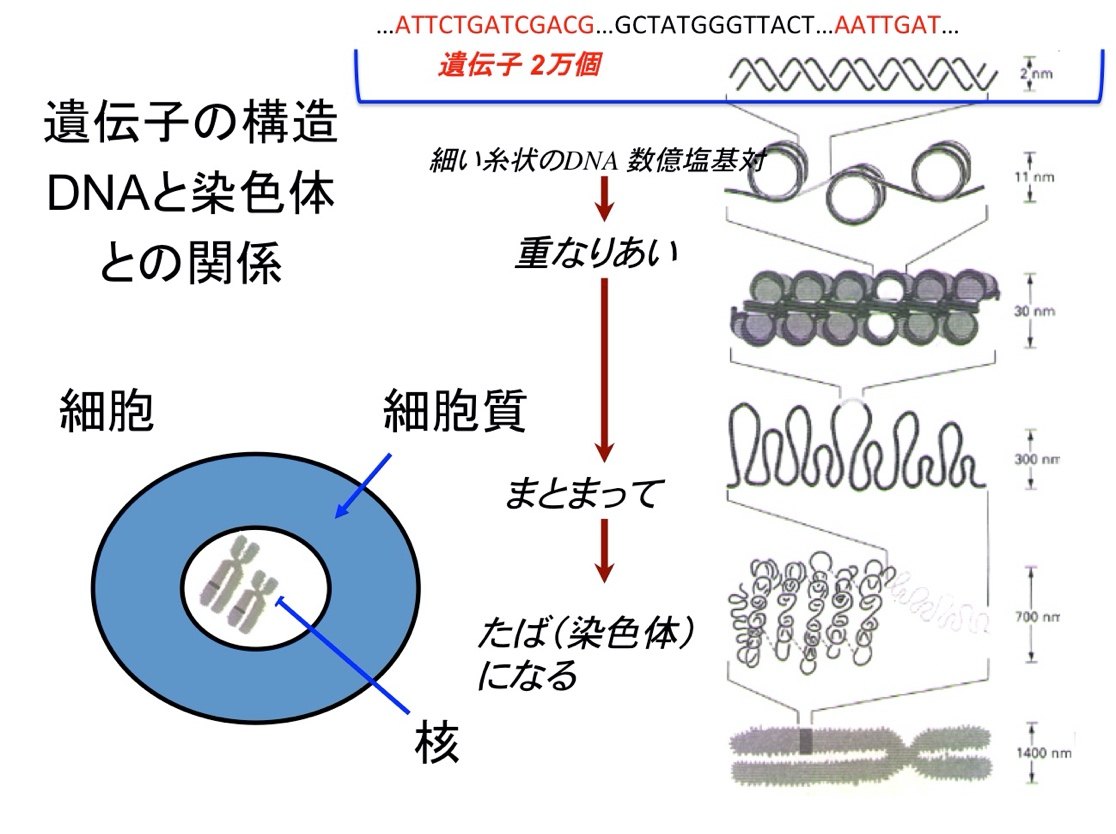 ...ATTCTGATCGACG...GCTATGGGTTACT...AATTGAT...
遺伝子 2万個
2 nm
遺伝子の構造
DNAと染色体
との関係
細い糸状のDNA 数億塩基対
11 nm
重なりあい
30 nm
細胞
細胞質
300 nm
まとまって
700 nm
たば(染色体)
になる
核
1400 nm